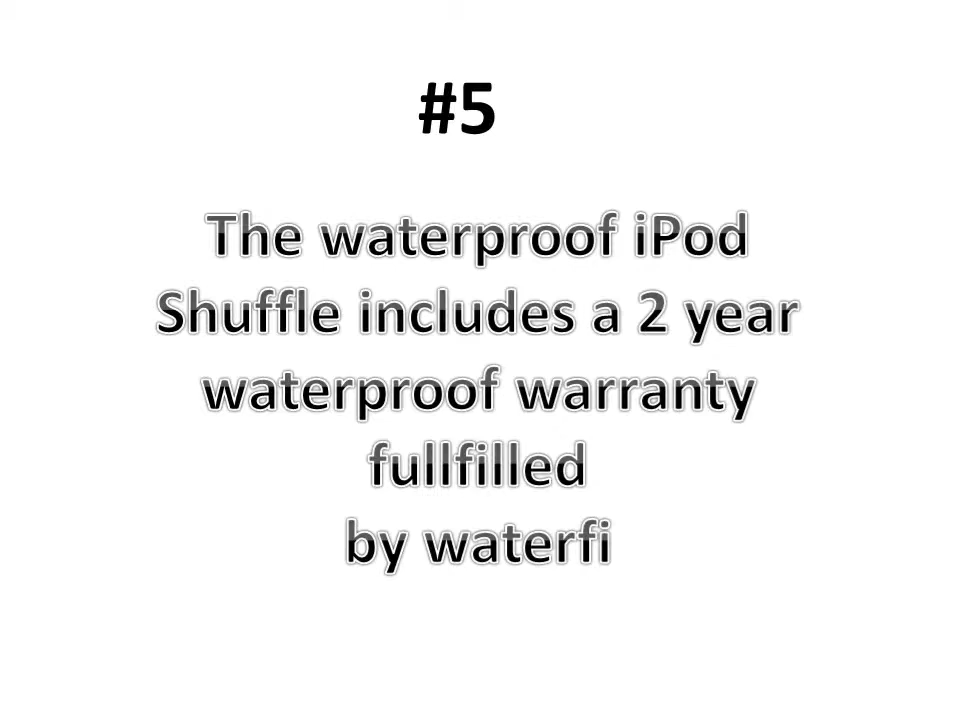 #5
The waterproof iPod
Shuffle includes a 2 year
waterproof warranty
fullfilled
by waterfi